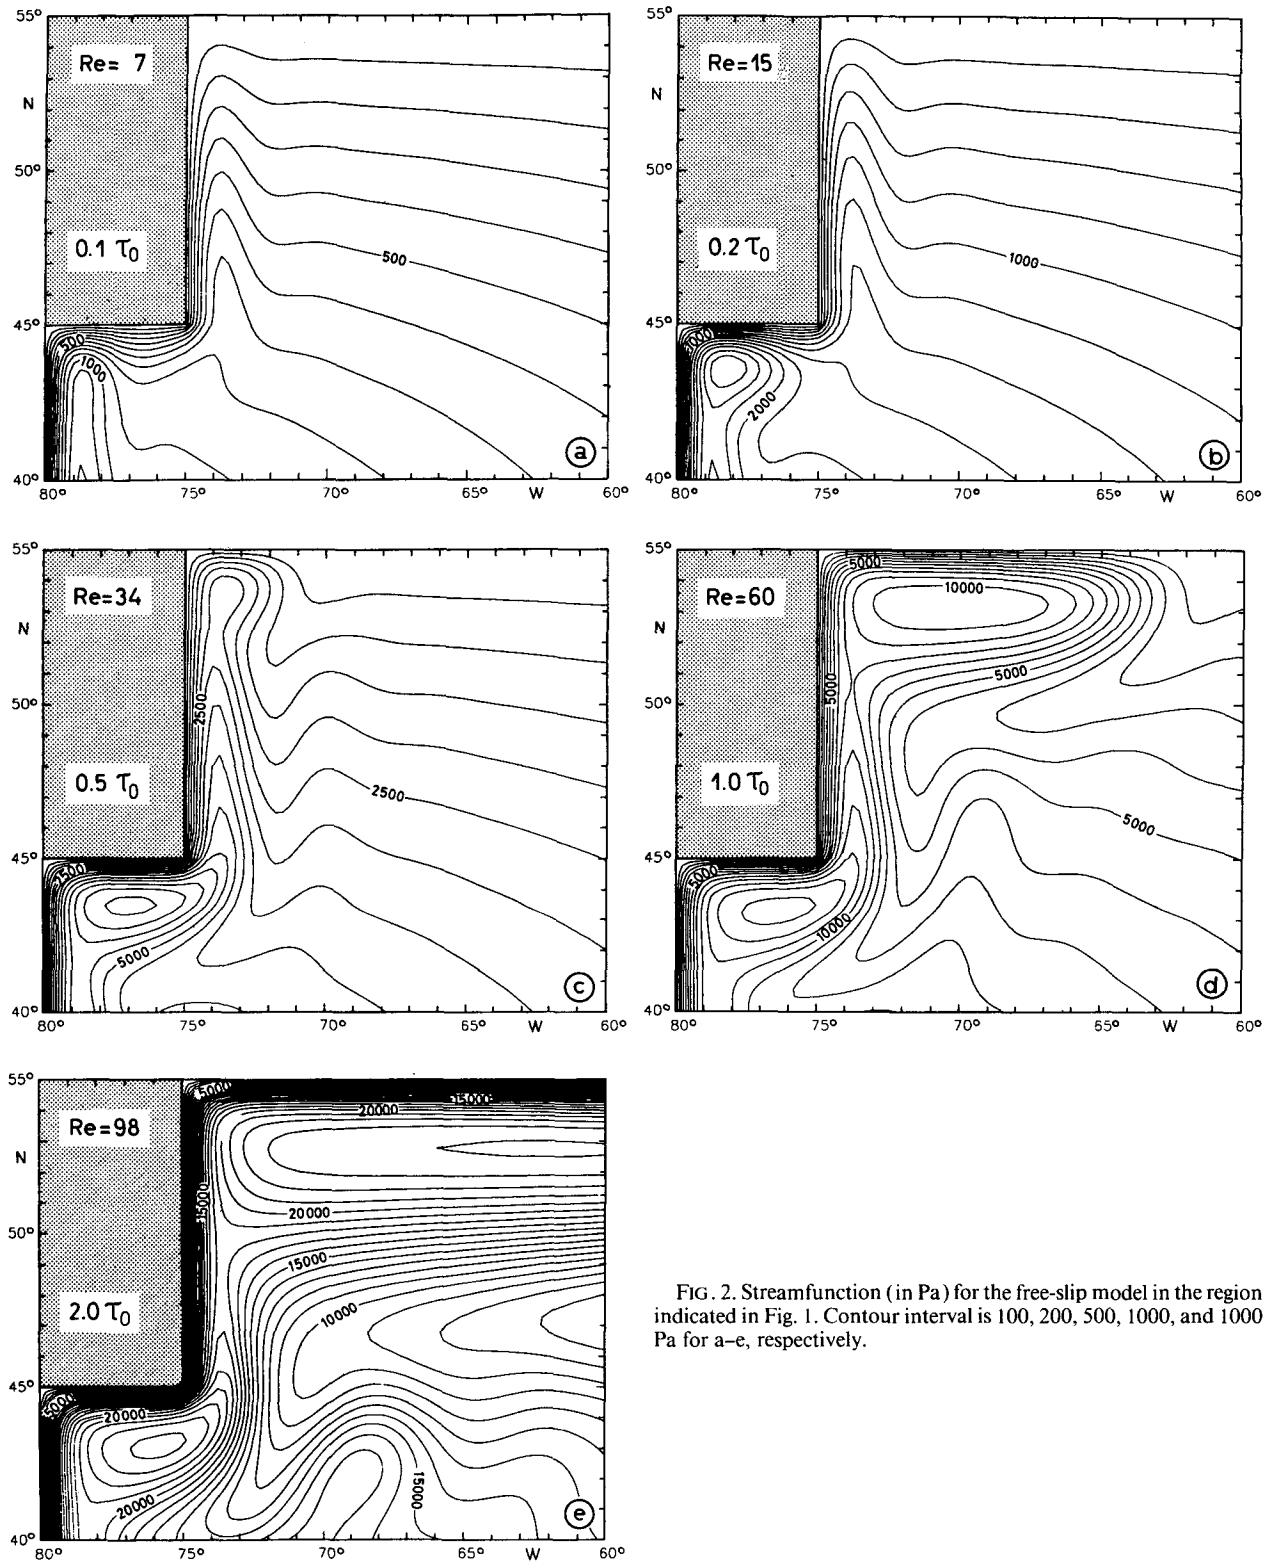 55°
Re= 7
N
50°
0.1 τ₀
500
45°
500
1000
a
40°
80° 75° 70° 65° W 60°
55°
Re=15
N
50°
0.2 τ₀
1000
45°
1000
2000
b
40°
80° 75° 70° 65° W 60°
55°
Re=34
N
50°
2500
0.5 τ₀
2500
45°
2500
5000
c
40°
80° 75° 70° 65° W 60°
55°
5000
10000
Re=60
N
5000
5000
50°
1.0 τ₀
5000
45°
5000
10000
d
40°
80° 75° 70° 65° W 60°
55°
5000
15000
20000
Re=98
N
15000
20000
50°
15000
2.0 τ₀
10000
45°
5000
20000
15000
20000
e
40°
80° 75° 70° 65° W 60°
FIG. 2. Streamfunction (in Pa) for the free-slip model in the region
indicated in Fig. 1. Contour interval is 100, 200, 500, 1000, and 1000
Pa for a–e, respectively.